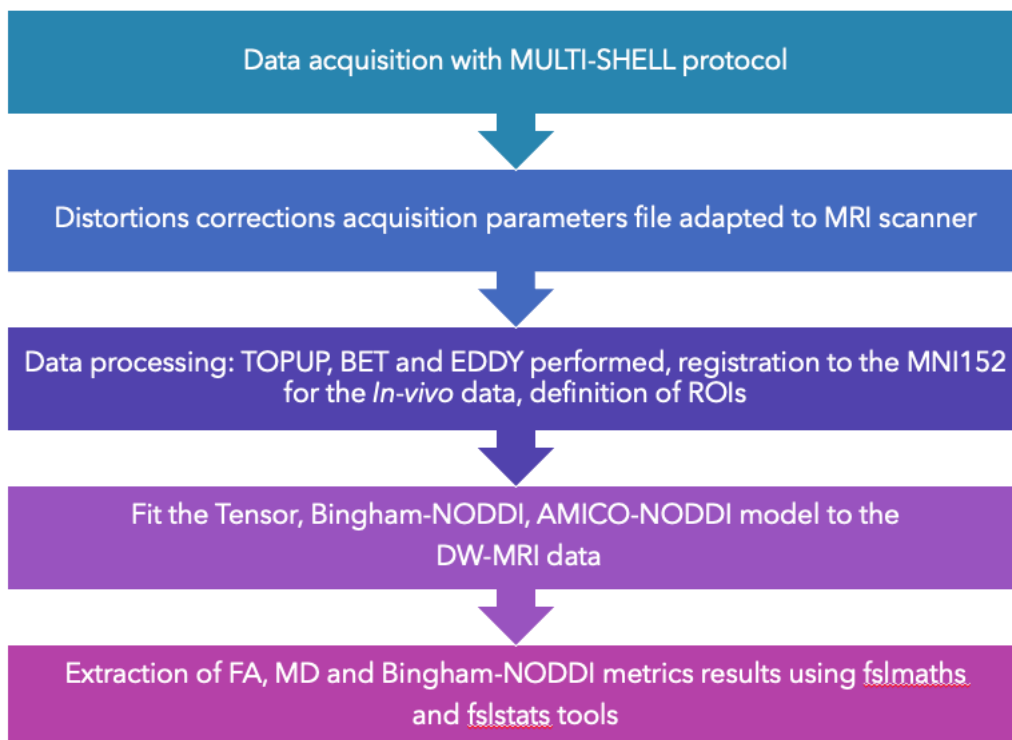 Data acquisition with MULTI-SHELL protocol
Distortions corrections acquisition parameters file adapted to MRI scanner
Data processing: TOPUP, BET and EDDY performed, registration to the MNI152
for the In-vivo data, definition of ROIs
Fit the Tensor, Bingham-NODDI, AMICO-NODDI model to the
DW-MRI data
Extraction of FA, MD and Bingham-NODDI metrics results using fslmaths
and fslstats tools